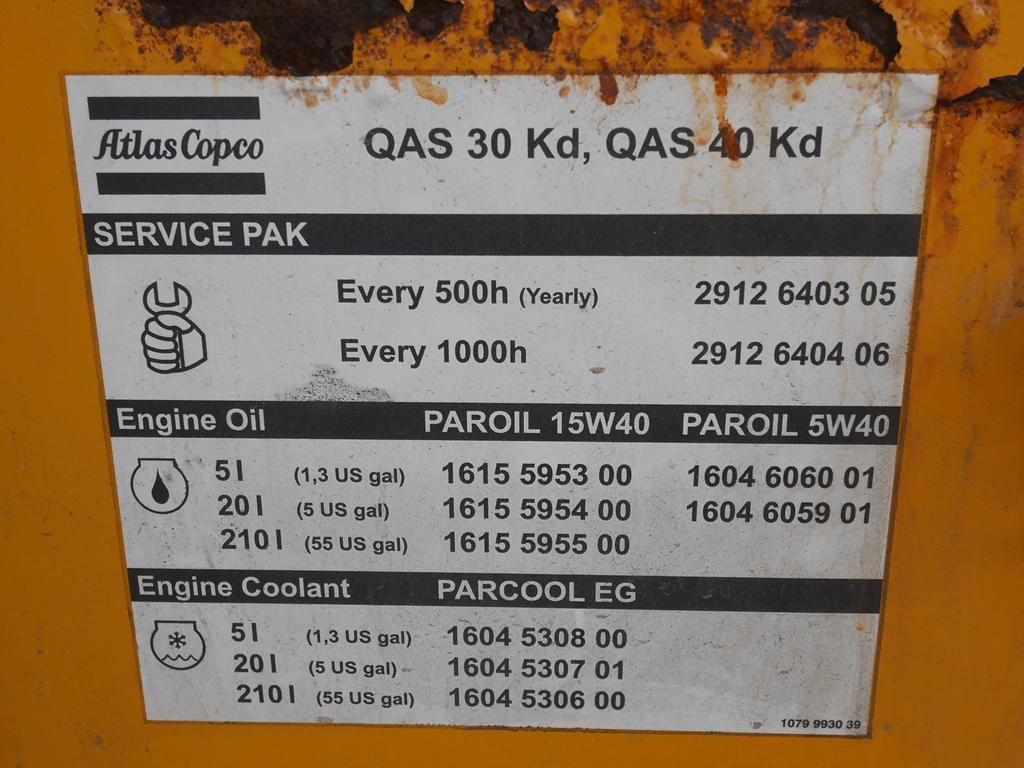 Atlas Copco
QAS 30 Kd, QAS 40 Kd
SERVICE PAK
Every 500h (Yearly) 2912 6403 05
Every 1000h 2912 6404 06
Engine Oil PAROIL 15W40 PAROIL 5W40
5 l (1,3 US gal) 1615 5953 00 1604 6060 01
20 l (5 US gal) 1615 5954 00 1604 6059 01
210 l (55 US gal) 1615 5955 00
Engine Coolant PARCOOL EG
5 l (1,3 US gal) 1604 5308 00
20 l (5 US gal) 1604 5307 01
210 l (55 US gal) 1604 5306 00
1079 9930 39